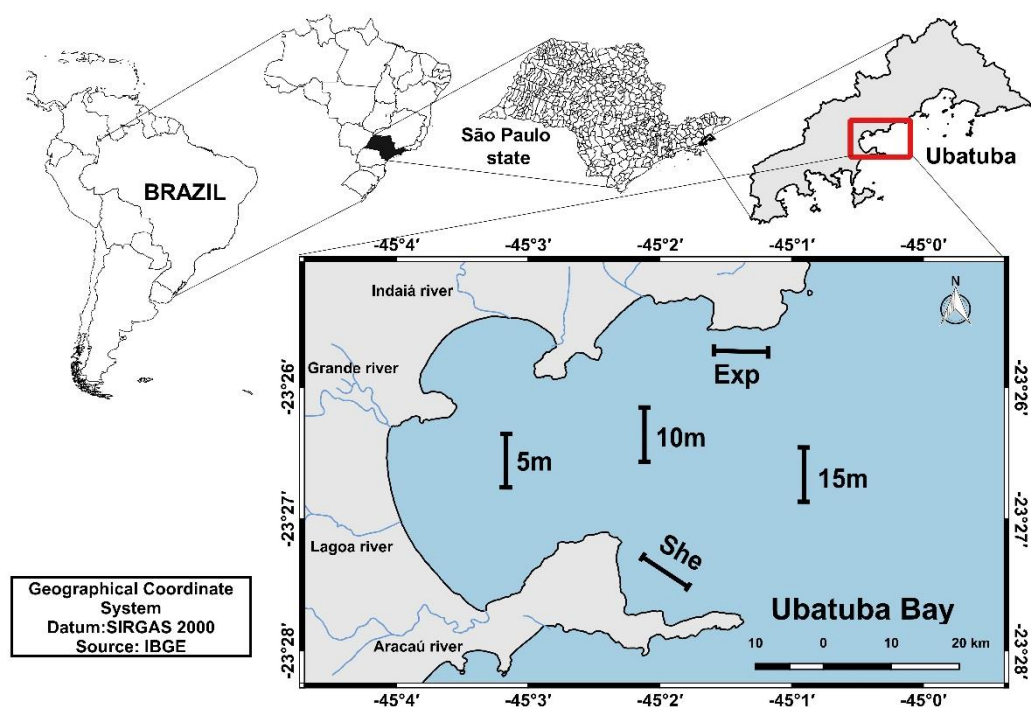 BRAZIL
São Paulo
state
Ubatuba
-45°4'
-45°3'
-45°2'
-45°1'
-45°0'
N
Indaiá river
Grande river
Lagoa river
Aracaú river
Exp
5m
10m
15m
She
Ubatuba Bay
10
0
10
20 km
-23°26'
-23°27'
-23°28'
-23°26'
-23°27'
-23°28'
-45°4'
-45°3'
-45°2'
-45°1'
-45°0'
Geographical Coordinate
System
Datum:SIRGAS 2000
Source: IBGE